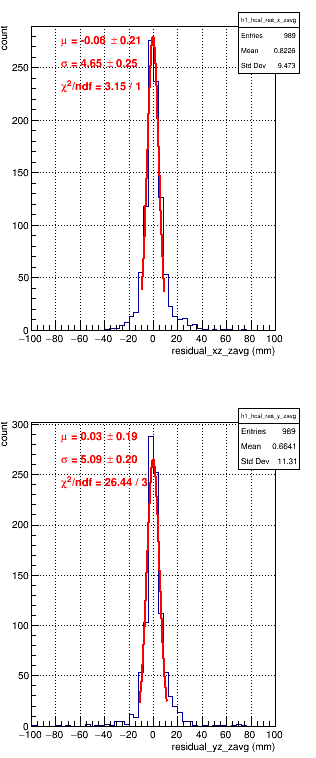 h1_hcal_res_x_zavg
Entries 989
Mean 0.8226
Std Dev 9.473
μ = -0.06 ± 0.21
σ = 4.65 ± 0.25
χ²/ndf = 3.15 / 1
count
250
200
150
100
50
0
−100 −80 −60 −40 −20 0 20 40 60 80 100
residual_xz_zavg (mm)
h1_hcal_res_y_zavg
Entries 989
Mean 0.6641
Std Dev 11.31
μ = 0.03 ± 0.19
σ = 5.09 ± 0.20
χ²/ndf = 26.44 / 3
count
300
250
200
150
100
50
0
−100 −80 −60 −40 −20 0 20 40 60 80 100
residual_yz_zavg (mm)